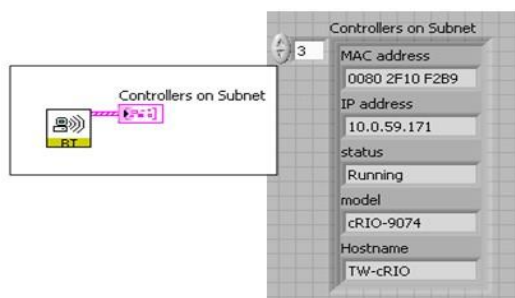 Controllers on Subnet
RT
Controllers on Subnet
3
MAC address
0080 2F10 F2B9
IP address
10.0.59.171
status
Running
model
cRIO-9074
Hostname
TW-cRIO